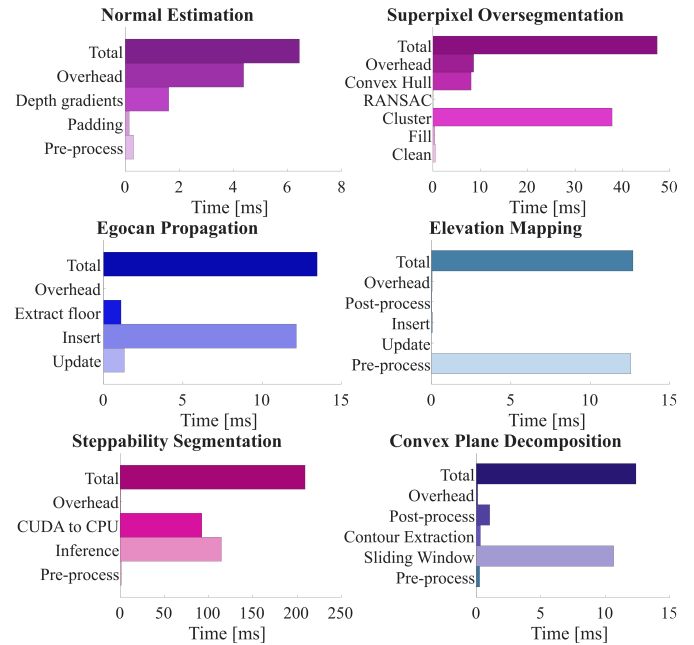 Normal Estimation
Total
Overhead
Depth gradients
Padding
Pre-process
0 2 4 6 8
Time [ms]
Superpixel Oversegmentation
Total
Overhead
Convex Hull
RANSAC
Cluster
Fill
Clean
0 10 20 30 40 50
Time [ms]
Egocan Propagation
Total
Overhead
Extract floor
Insert
Update
0 5 10 15
Time [ms]
Elevation Mapping
Total
Overhead
Post-process
Insert
Update
Pre-process
0 5 10 15
Time [ms]
Steppability Segmentation
Total
Overhead
CUDA to CPU
Inference
Pre-process
0 50 100 150 200 250
Time [ms]
Convex Plane Decomposition
Total
Overhead
Post-process
Contour Extraction
Sliding Window
Pre-process
0 5 10 15
Time [ms]